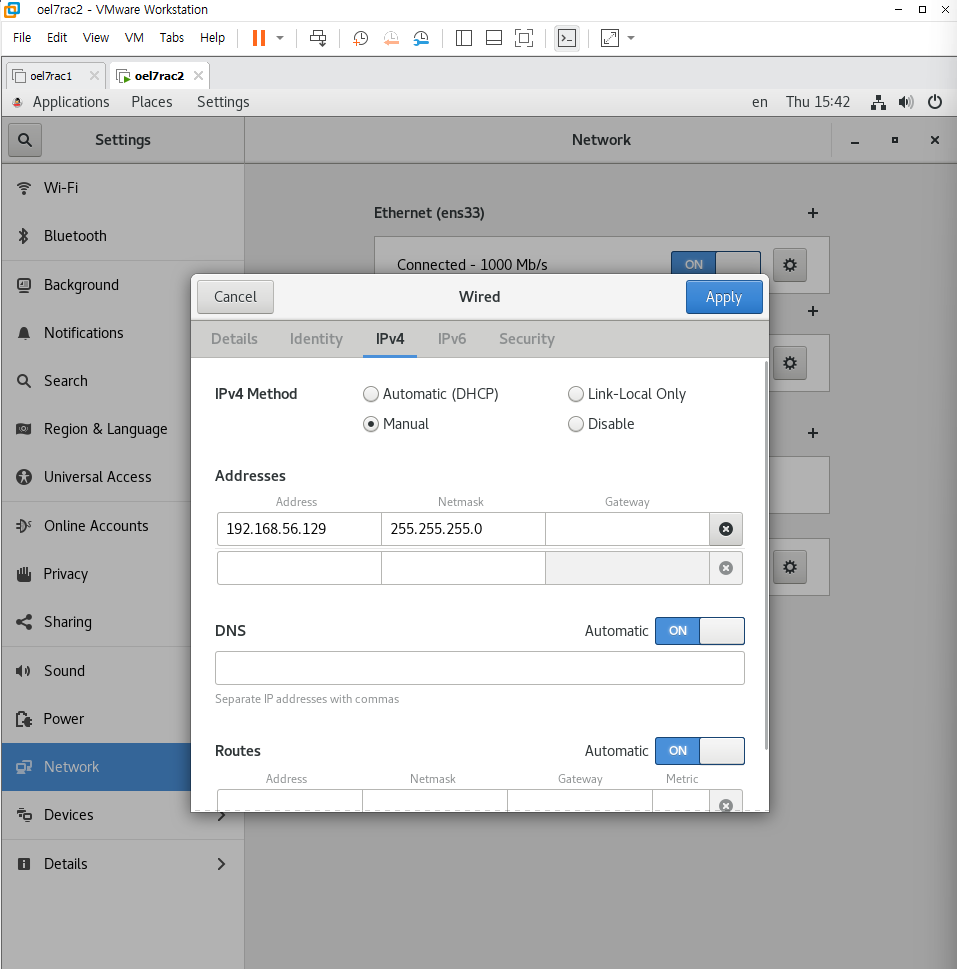 oel7rac2 - VMware Workstation
File Edit View VM Tabs Help
oel7rac1 oel7rac2
Applications Places Settings en Thu 15:42
Settings Network
Wi-Fi
Bluetooth
Background
Notifications
Search
Region & Language
Universal Access
Online Accounts
Privacy
Sharing
Sound
Power
Network
Devices
Details
Ethernet (ens33)
Connected - 1000 Mb/s ON
Cancel Wired Apply
Details Identity IPv4 IPv6 Security
IPv4 Method Automatic (DHCP) Link-Local Only
Manual Disable
Addresses
Address Netmask Gateway
192.168.56.129 255.255.255.0
DNS Automatic ON
Separate IP addresses with commas
Routes Automatic ON
Address Netmask Gateway Metric